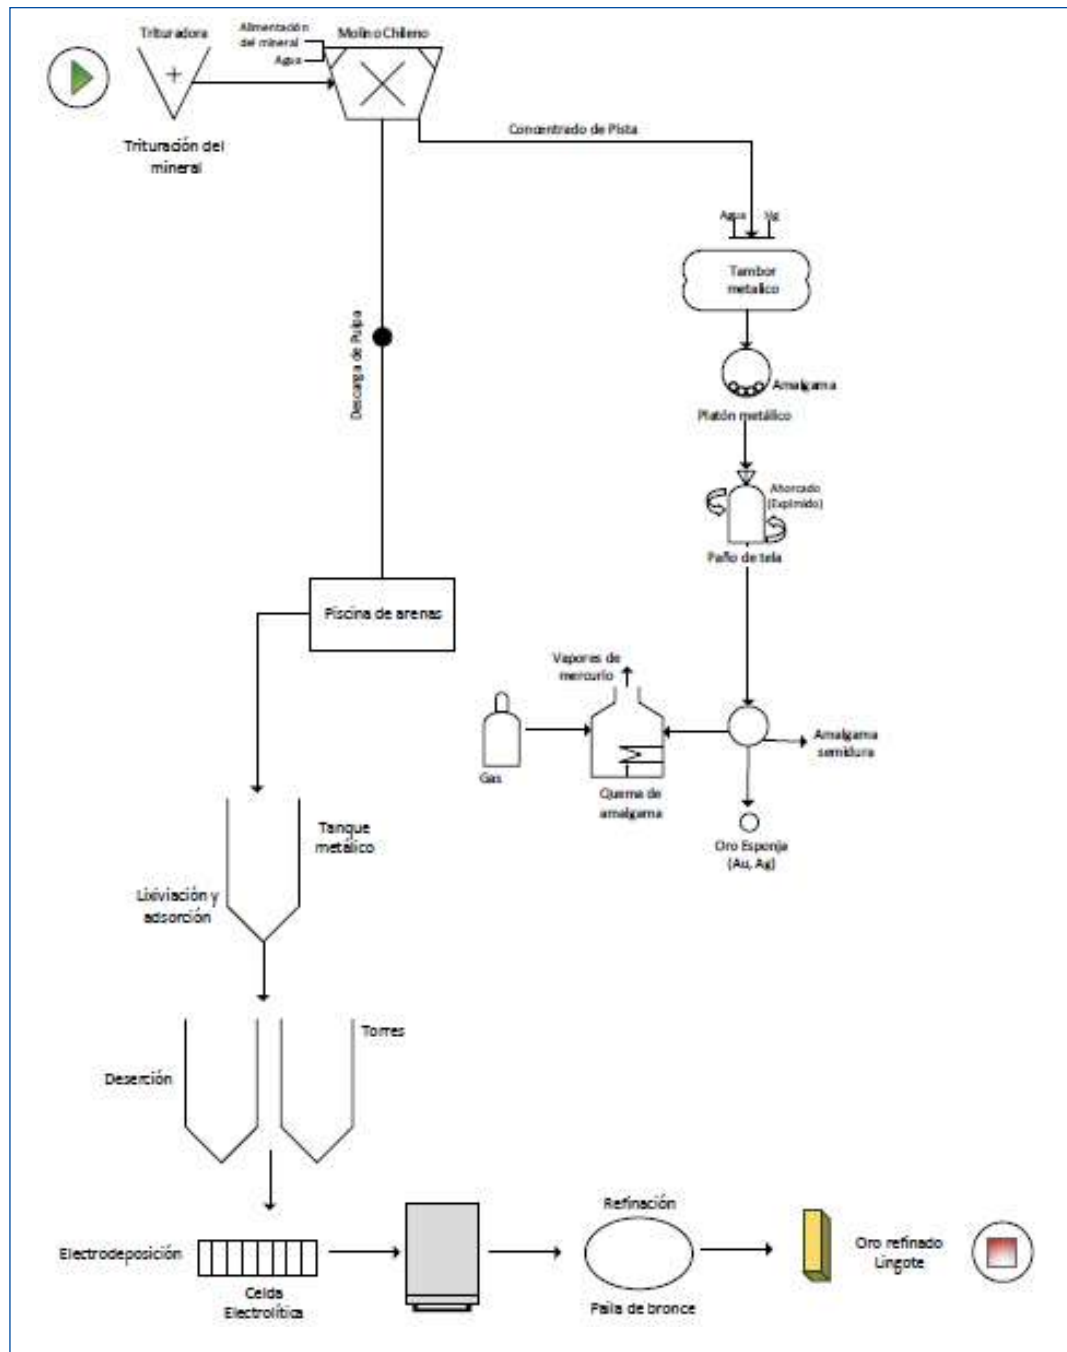 Trituradora
Alimentación
del mineral
Agua
Molino Chileno
Trituración del
mineral
Concentrado de Pista
Agua
Hg
Tambor
metalico
Descarga de Pulpa
Amalgama
Platón metálico
Ahorcado
(Expimido)
Paño de tela
Piscina de arenas
Vapores de
mercurio
Gas
Quema de
amalgama
Amalgama
semidura
Oro Esponja
(Au, Ag)
Tanque
metálico
Lixiviación y
adsorción
Torres
Deserción
Electrodeposición
Celda
Electrolítica
Refinación
Paila de bronce
Oro refinado
Lingote